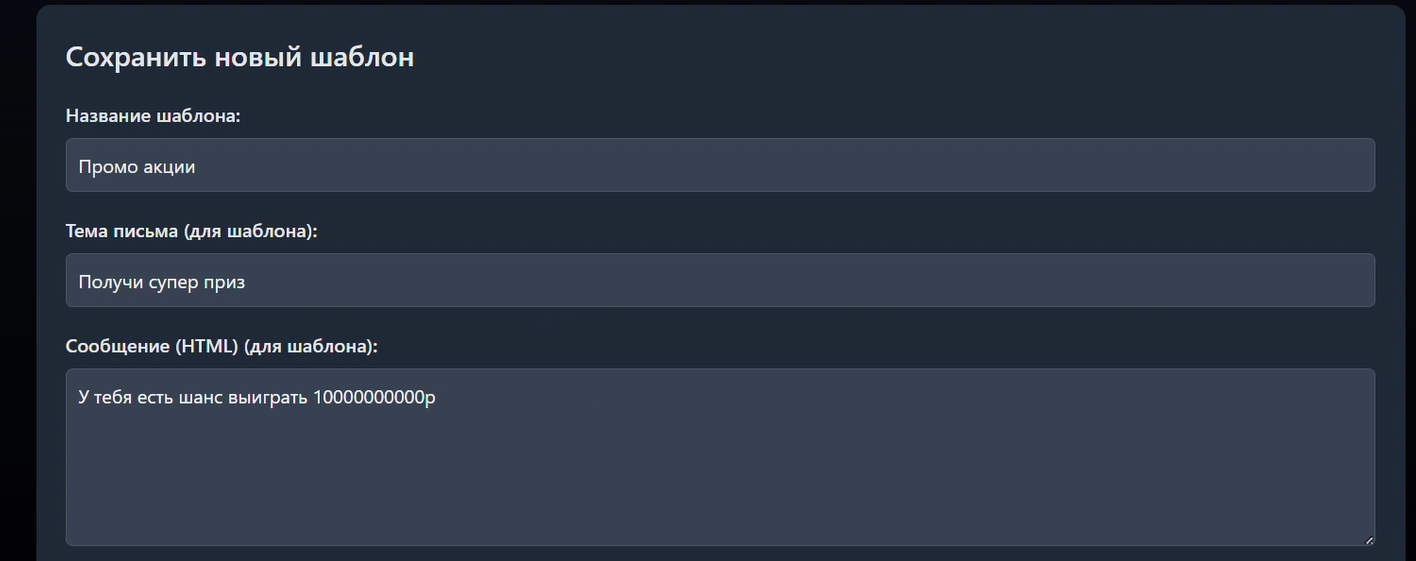 Сохранить новый шаблон
Название шаблона:
Промо акции
Тема письма (для шаблона):
Получи супер приз
Сообщение (HTML) (для шаблона):
У тебя есть шанс выиграть 10000000000р